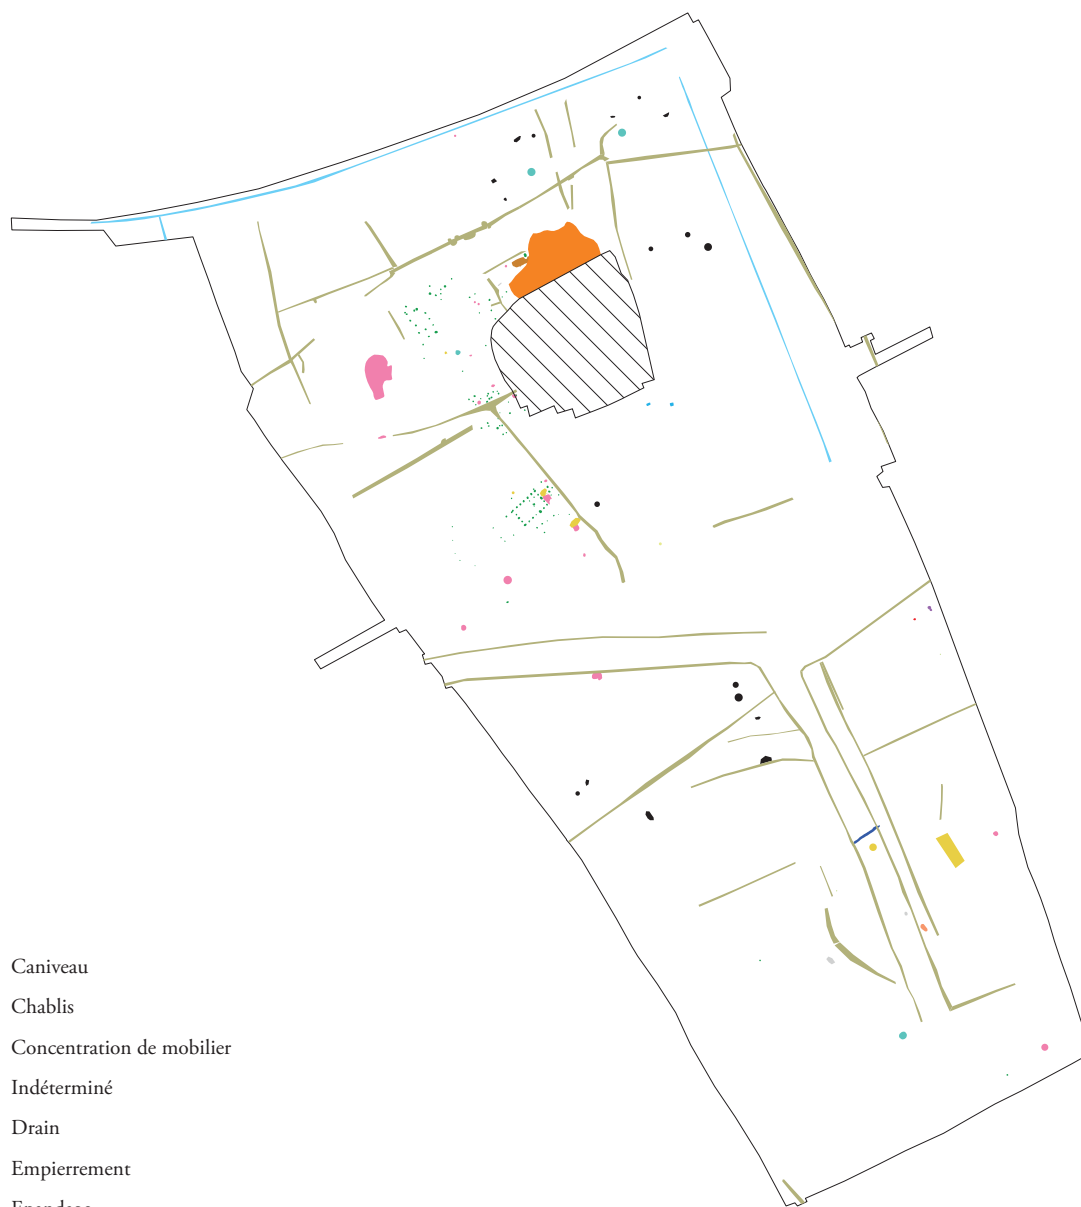 Caniveau
Chablis
Concentration de mobilier
Indéterminé
Drain
Empierrement